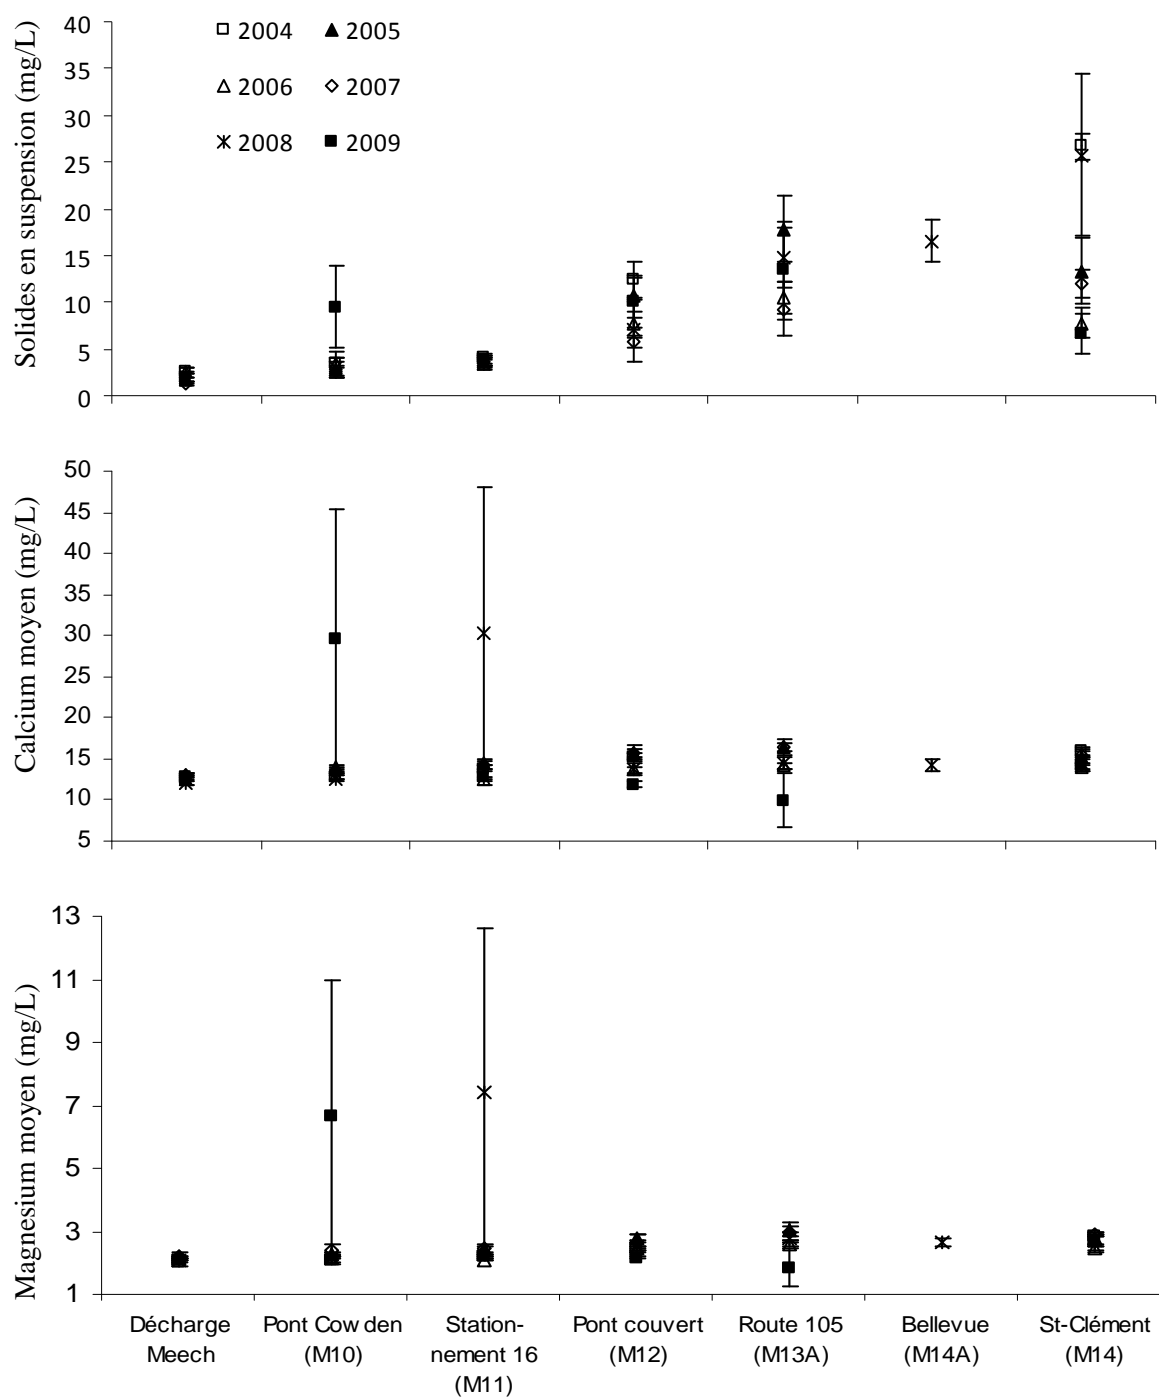 Solides en suspension (mg/L)
40
35
30
25
20
15
10
5
0
2004
2005
2006
2007
2008
2009
Calcium moyen (mg/L)
50
45
40
35
30
25
20
15
10
5
Magnesium moyen (mg/L)
13
11
9
7
5
3
1
Décharge
Meech
Pont Cowden
(M10)
Station-
nement 16
(M11)
Pont couvert
(M12)
Route 105
(M13A)
Bellevue
(M14A)
St-Clément
(M14)